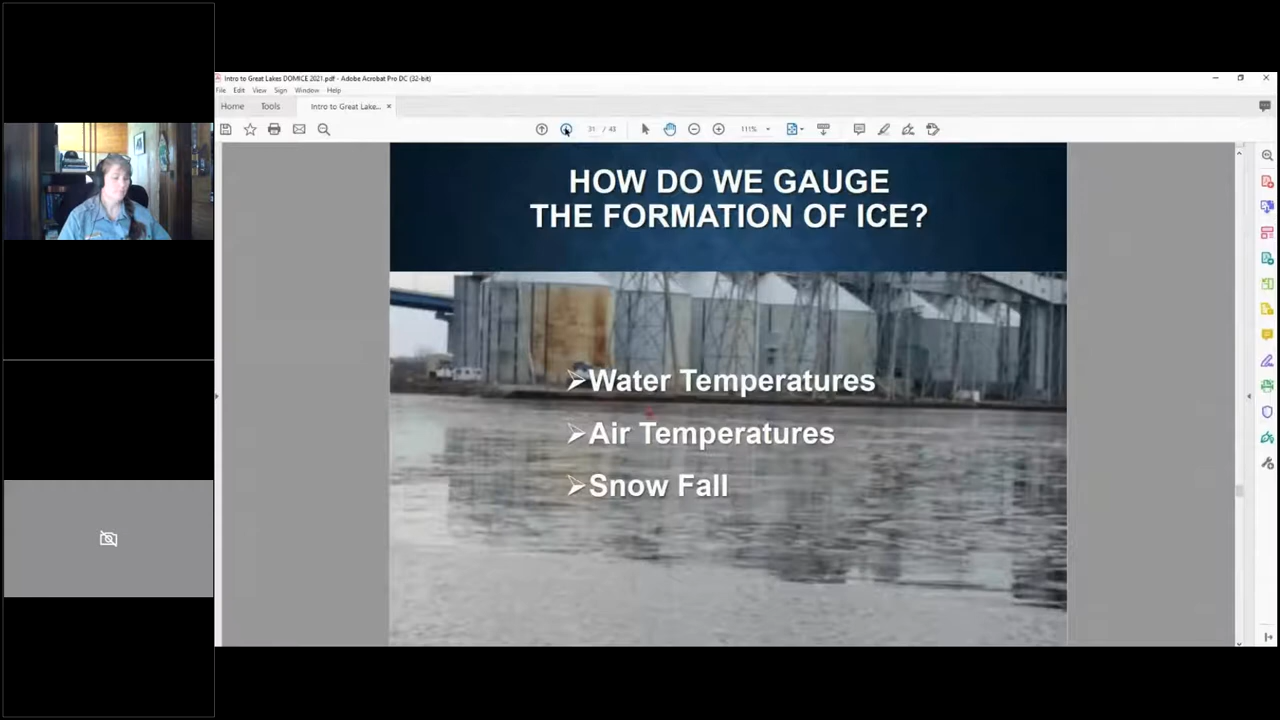 Intro to Great Lakes DOMICE 2021.pdf - Adobe Acrobat Pro DC (32-bit)
File Edit View Sign Window Help
Home Tools Intro to Great Lake... ×
31 / 43 111%
HOW DO WE GAUGE
THE FORMATION OF ICE?
➢Water Temperatures
➢Air Temperatures
➢Snow Fall